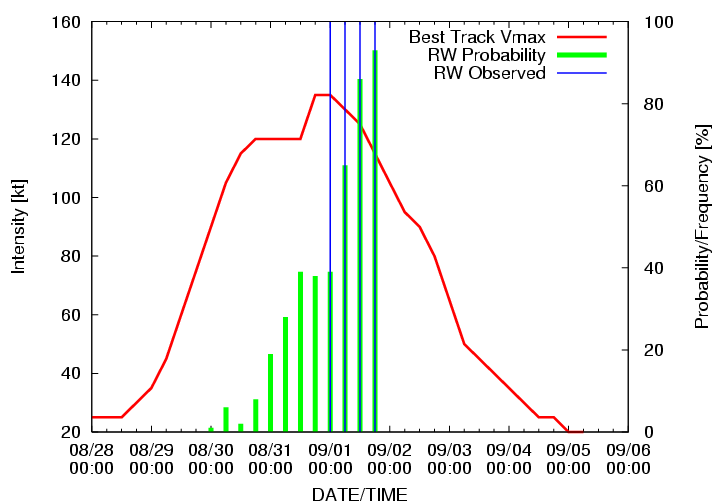 160
140
120
100
80
60
40
20
Intensity [kt]
Best Track Vmax
RW Probability
RW Observed
100
80
60
40
20
0
Probability/Frequency [%]
08/28 08/29 08/30 08/31 09/01 09/02 09/03 09/04 09/05 09/06
00:00 00:00 00:00 00:00 00:00 00:00 00:00 00:00 00:00 00:00
DATE/TIME